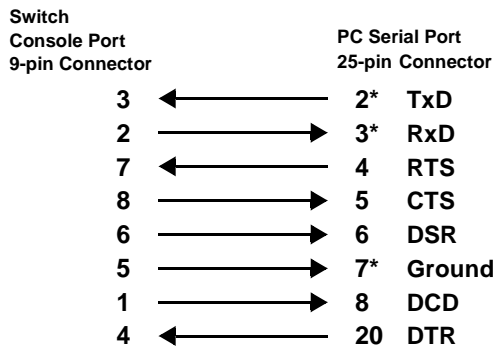 Switch
Console Port
9-pin Connector
PC Serial Port
25-pin Connector
3 2* TxD
2 3* RxD
7 4 RTS
8 5 CTS
6 6 DSR
5 7* Ground
1 8 DCD
4 20 DTR